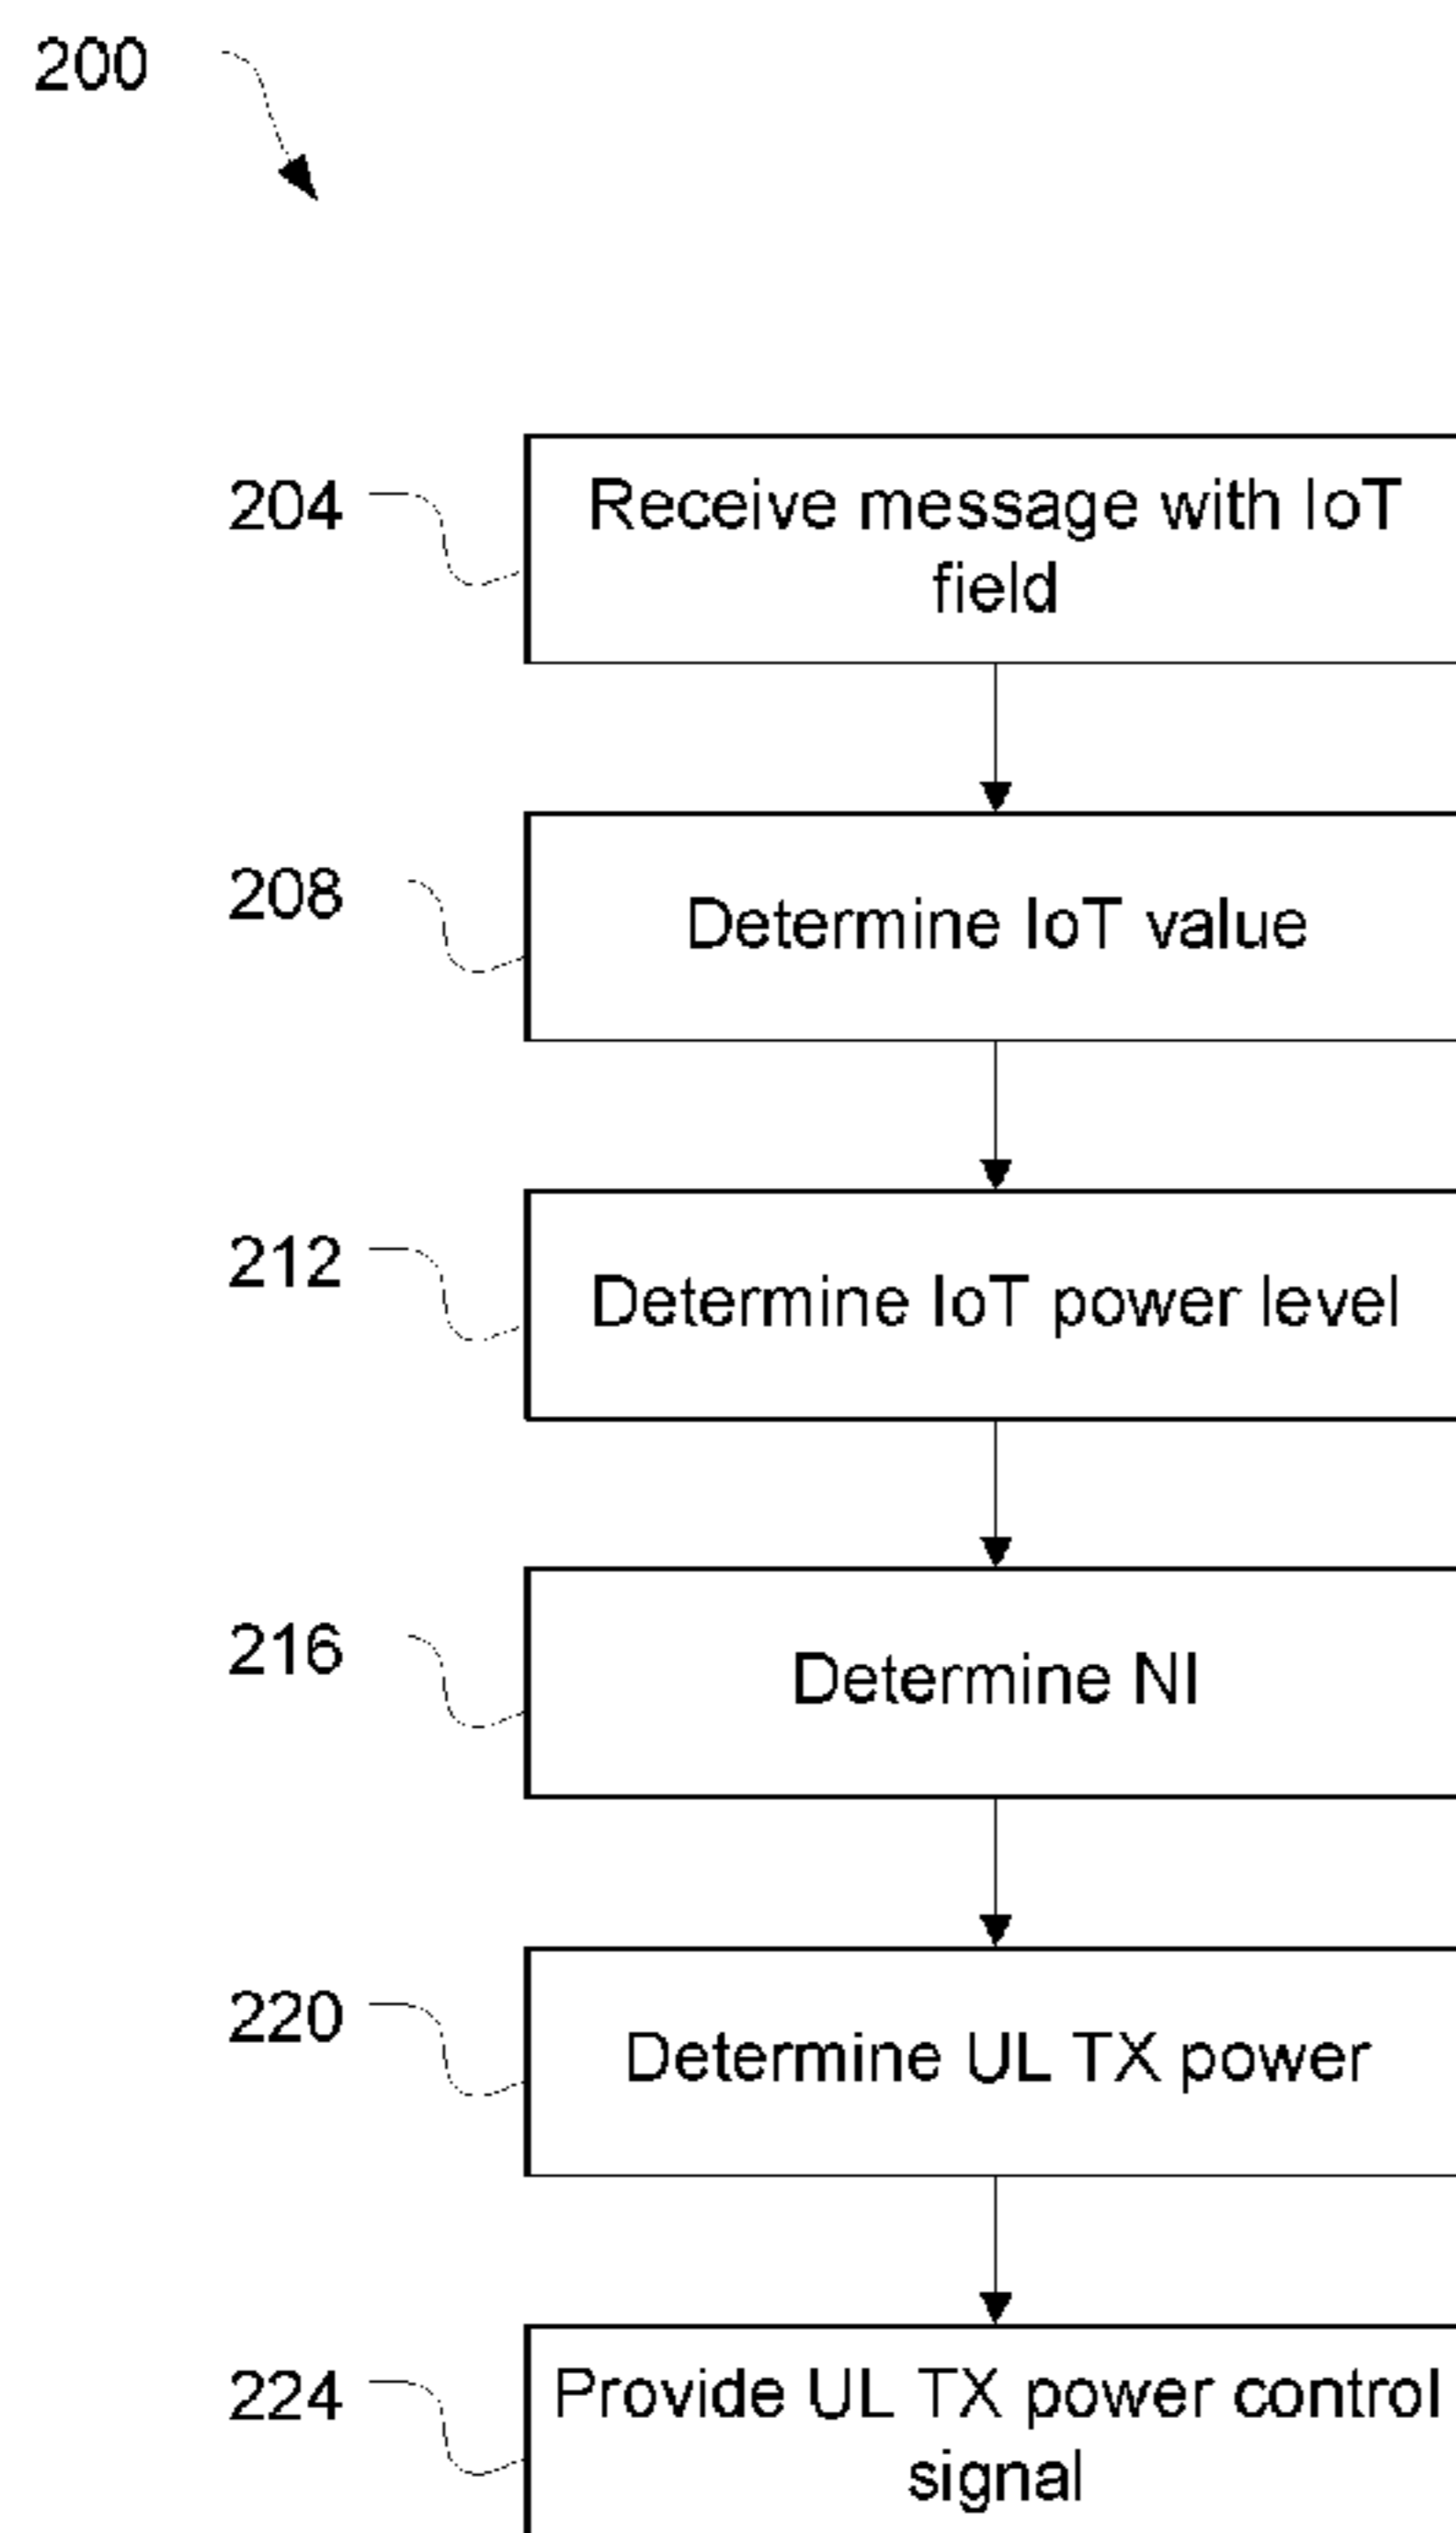 200
204
Receive message with IoT
field
208
Determine IoT value
212
Determine IoT power level
216
Determine NI
220
Determine UL TX power
224
Provide UL TX power control
signal